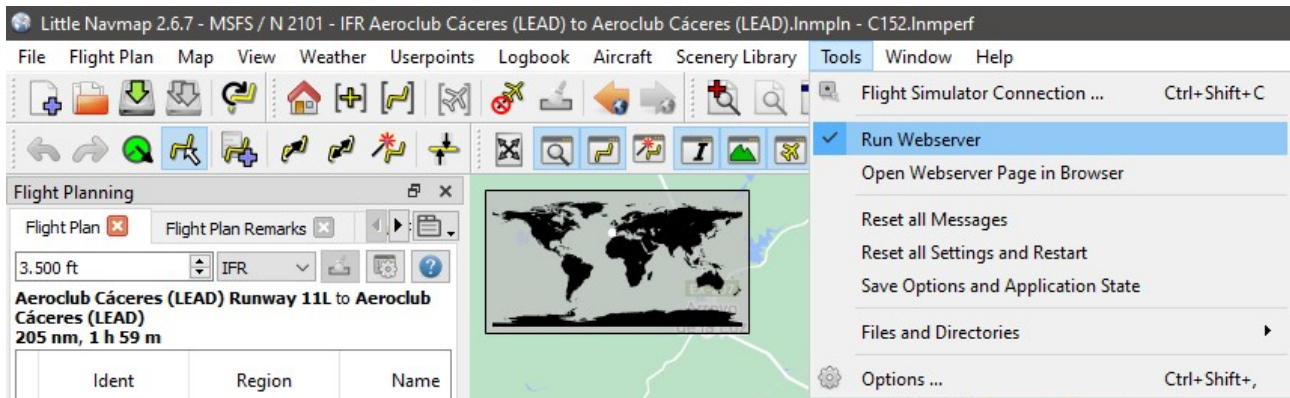 Little Navmap 2.6.7 - MSFS / N 2101 - IFR Aeroclub Cáceres (LEAD) to Aeroclub Cáceres (LEAD).lnmpln - C152.lnmperf
File Flight Plan Map View Weather Userpoints Logbook Aircraft Scenery Library Tools Window Help
Flight Simulator Connection ... Ctrl+Shift+C
Run Webserver
Open Webserver Page in Browser
Reset all Messages
Reset all Settings and Restart
Save Options and Application State
Files and Directories
Options ... Ctrl+Shift+,
Flight Planning
Flight Plan Flight Plan Remarks
3.500 ft IFR
Aeroclub Cáceres (LEAD) Runway 11L to Aeroclub
Cáceres (LEAD)
205 nm, 1 h 59 m
Ident Region Name